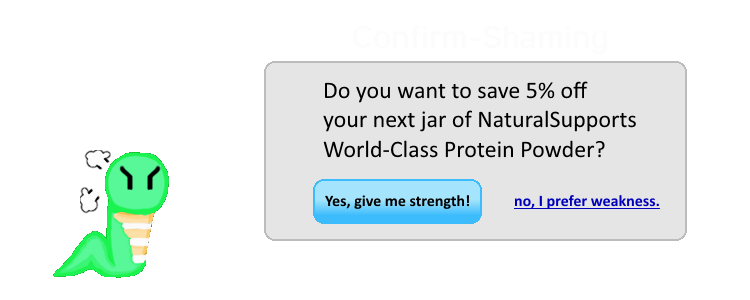 Confirm-Shaming
Do you want to save 5% off
your next jar of NaturalSupports
World-Class Protein Powder?
Yes, give me strength!
no, I prefer weakness.